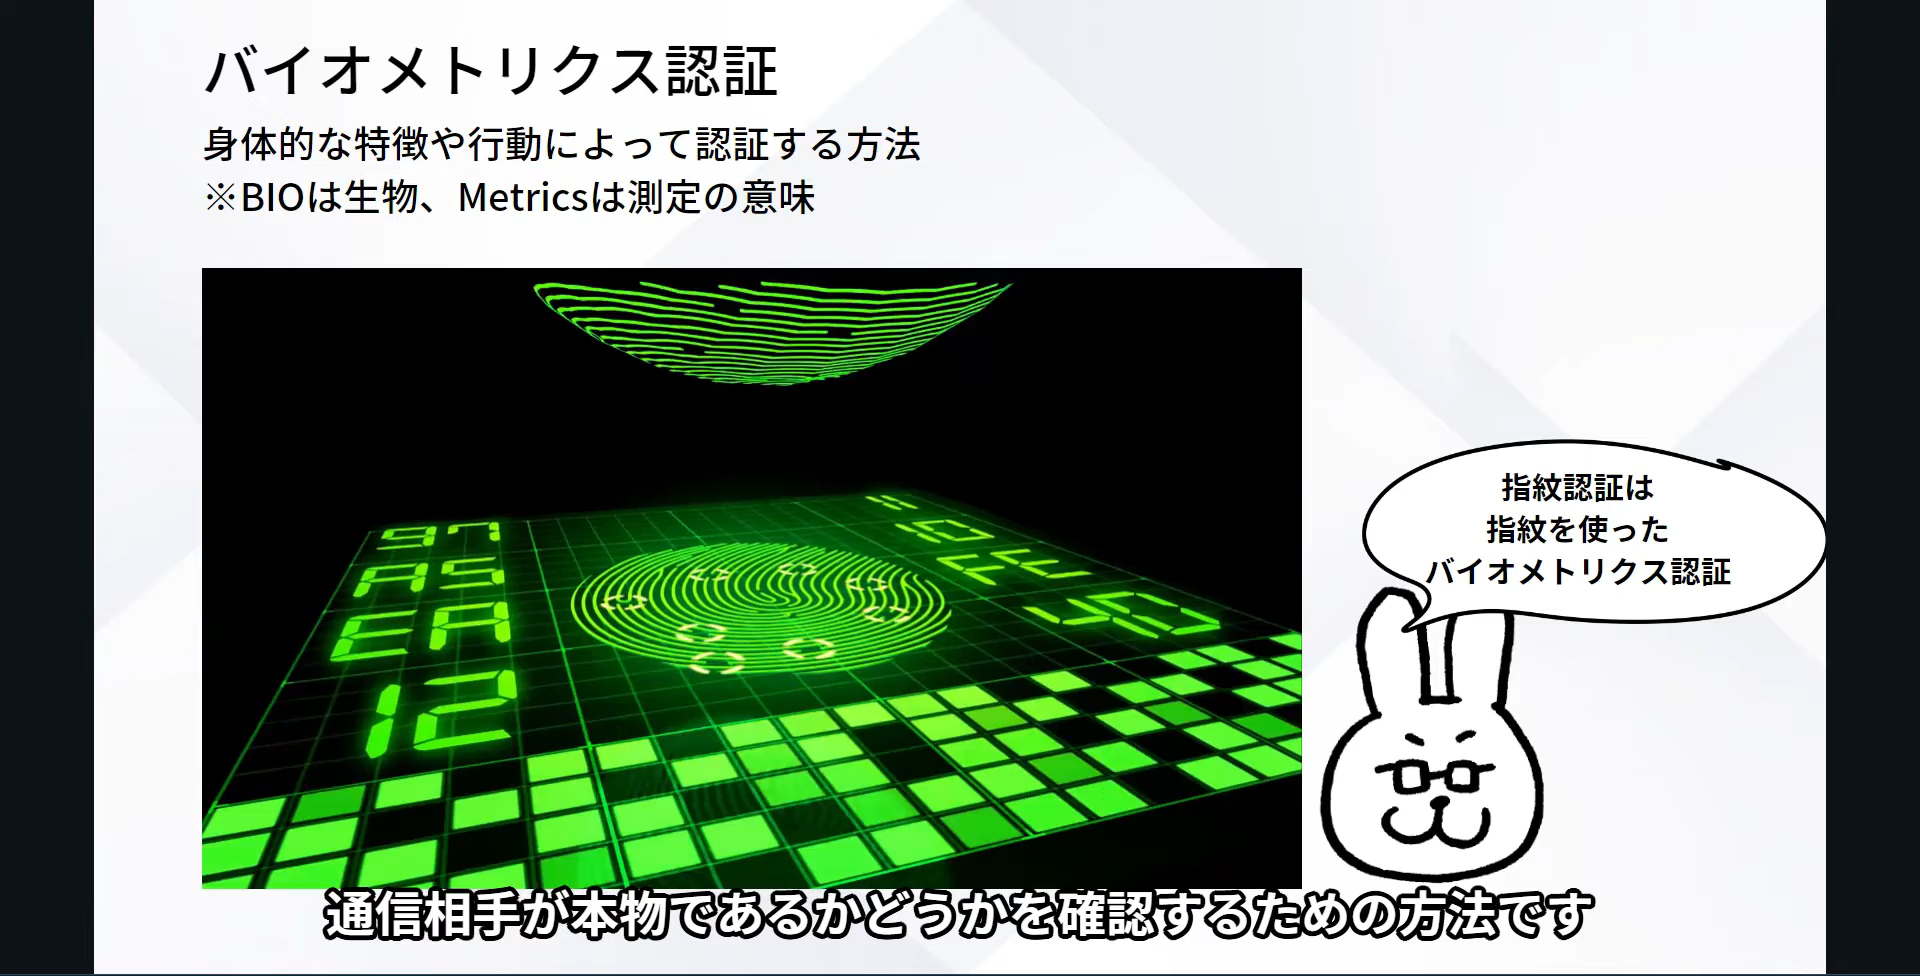 バイオメトリクス認証
身体的な特徴や行動によって認証する方法
※BIOは生物、Metricsは測定の意味
指紋認証は
指紋を使った
バイオメトリクス認証
通信相手が本物であるかどうかを確認するための方法です